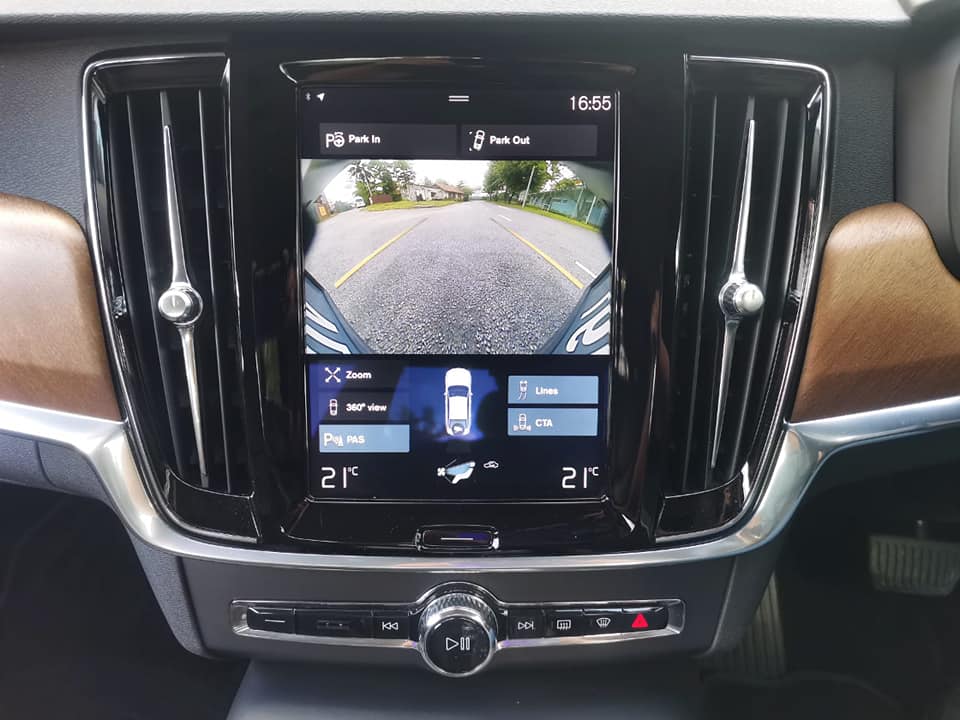 16:55
Park In
Park Out
Zoom
360° view
PAS
Lines
CTA
21°C
21°C